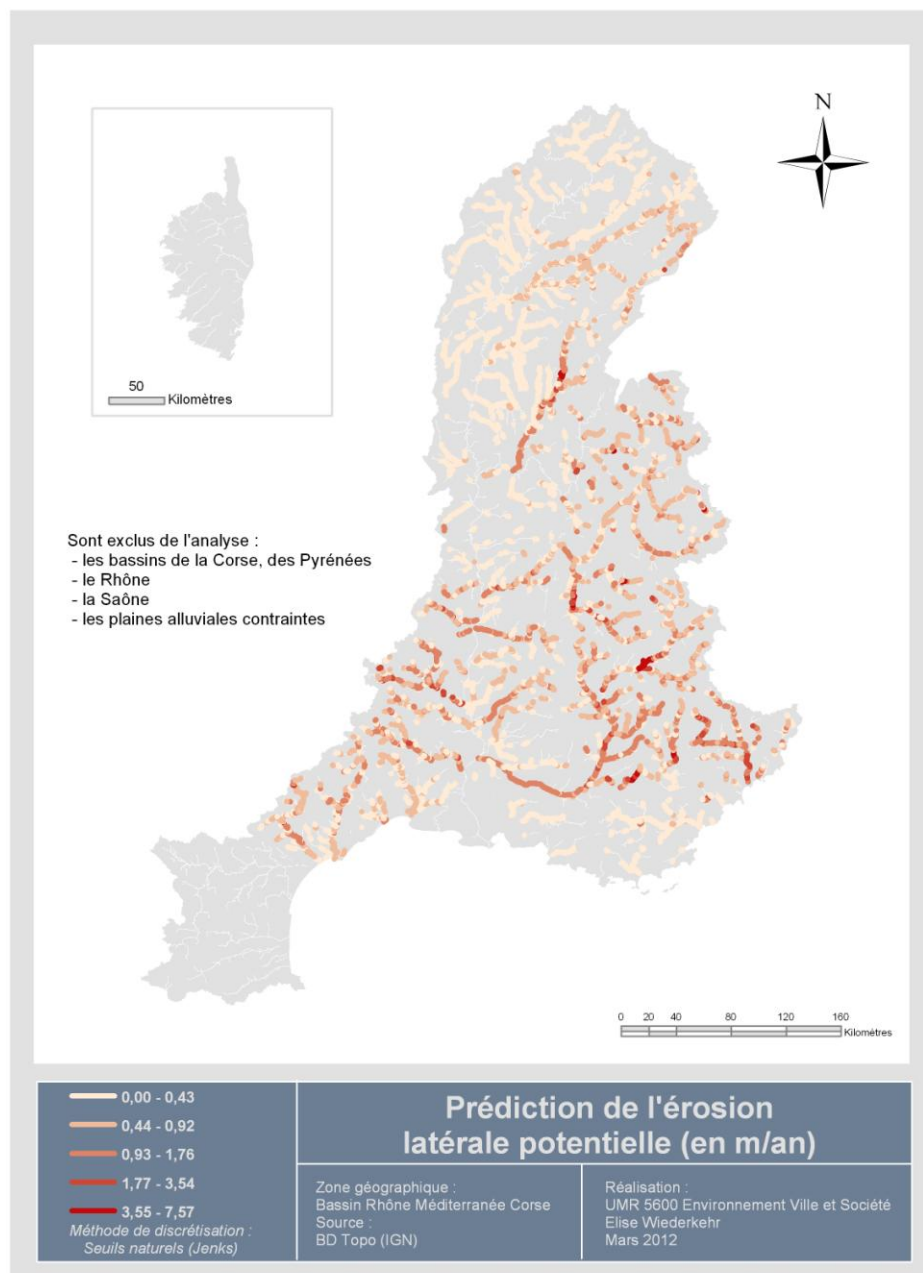 N
50
Kilomètres
Sont exclus de l'analyse :
- les bassins de la Corse, des Pyrénées
- le Rhône
- la Saône
- les plaines alluviales contraintes
0 20 40 80 120 160
Kilomètres
0,00 - 0,43
0,44 - 0,92
0,93 - 1,76
1,77 - 3,54
3,55 - 7,57
Méthode de discrétisation :
Seuils naturels (Jenks)
Prédiction de l'érosion
latérale potentielle (en m/an)
Zone géographique :
Bassin Rhône Méditerranée Corse
Source :
BD Topo (IGN)
Réalisation :
UMR 5600 Environnement Ville et Société
Elise Wiederkehr
Mars 2012